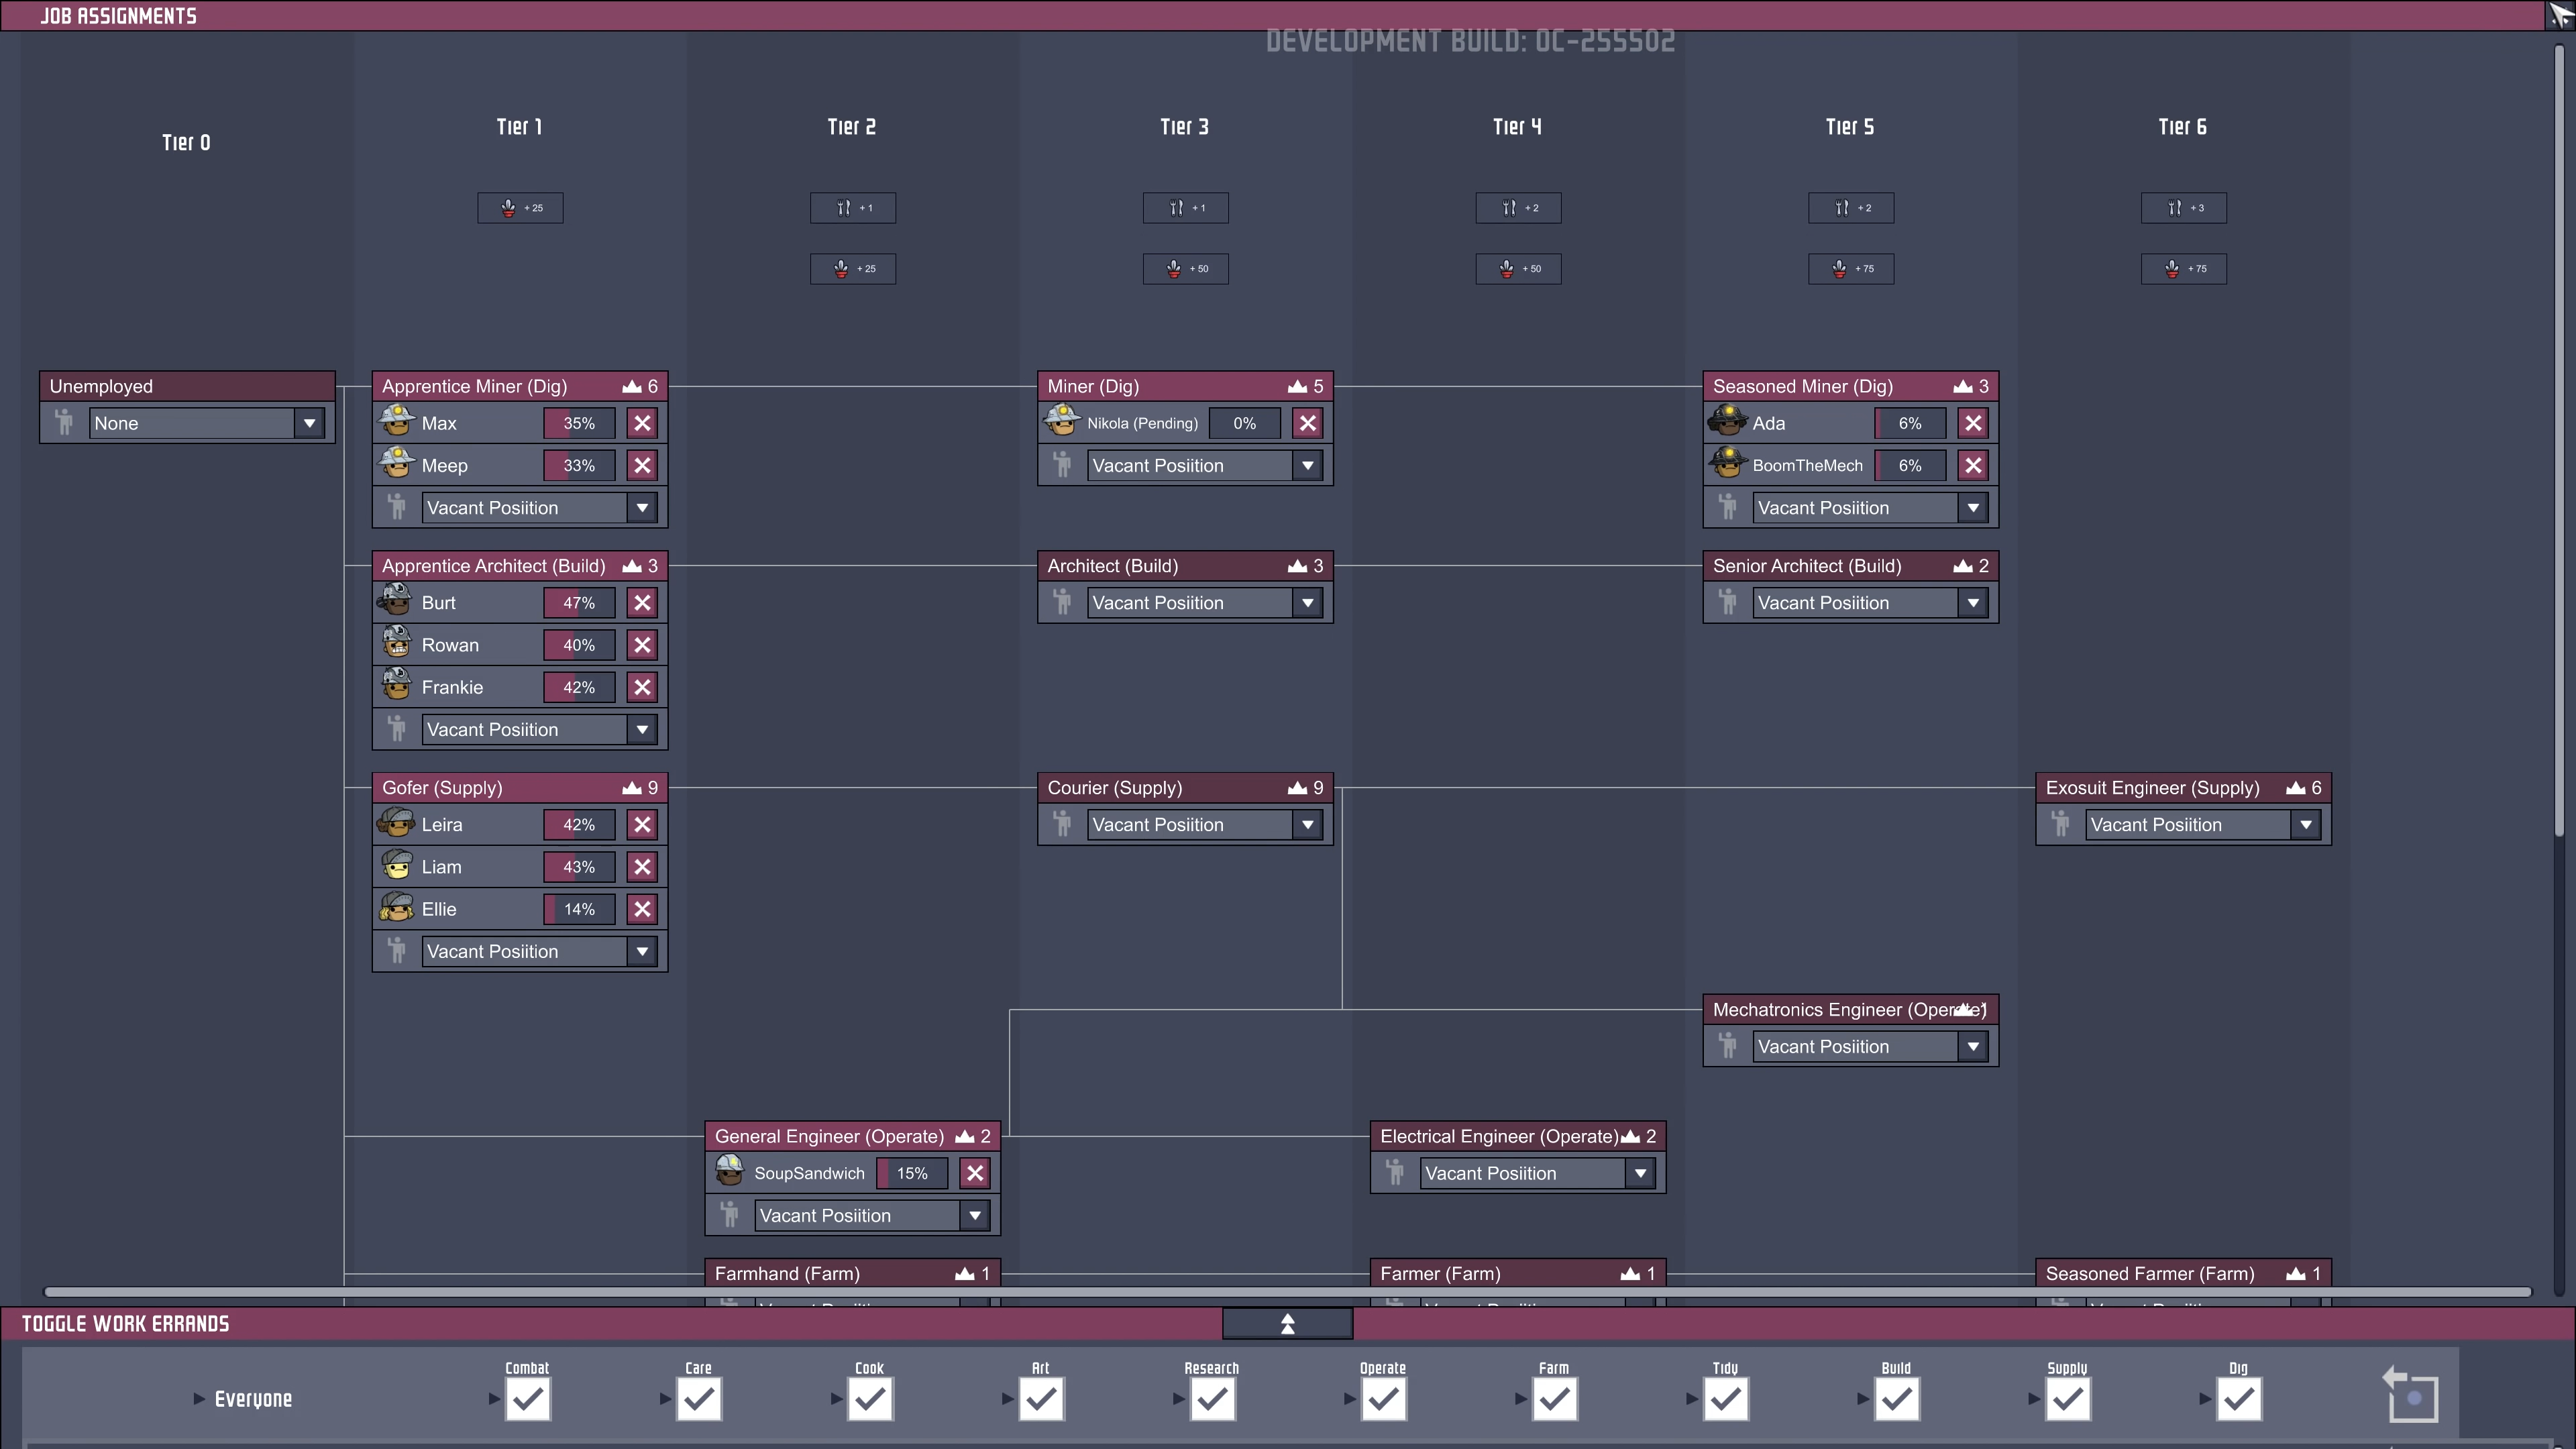 JOB ASSIGNMENTS
DEVELOPMENT BUILD: OC-255502
Tier 0
Tier 1
Tier 2
Tier 3
Tier 4
Tier 5
Tier 6
+ 25
+ 1
+ 1
+ 2
+ 2
+ 3
+ 25
+ 50
+ 50
+ 75
+ 75
Unemployed
None
Apprentice Miner (Dig) 6
Max 35%
Meep 33%
Vacant Posiition
Miner (Dig) 5
Nikola (Pending) 0%
Vacant Posiition
Seasoned Miner (Dig) 3
Ada 6%
BoomTheMech 6%
Vacant Posiition
Apprentice Architect (Build) 3
Burt 47%
Rowan 40%
Frankie 42%
Vacant Posiition
Architect (Build) 3
Vacant Posiition
Senior Architect (Build) 2
Vacant Posiition
Gofer (Supply) 9
Leira 42%
Liam 43%
Ellie 14%
Vacant Posiition
Courier (Supply) 9
Vacant Posiition
Exosuit Engineer (Supply) 6
Vacant Posiition
Mechatronics Engineer (Operate) 1
Vacant Posiition
General Engineer (Operate) 2
SoupSandwich 15%
Vacant Posiition
Electrical Engineer (Operate) 2
Vacant Posiition
Farmhand (Farm) 1
Farmer (Farm) 1
Seasoned Farmer (Farm) 1
TOGGLE WORK ERRANDS
Everyone
Combat
Care
Cook
Art
Research
Operate
Farm
Tidy
Build
Supply
Dig